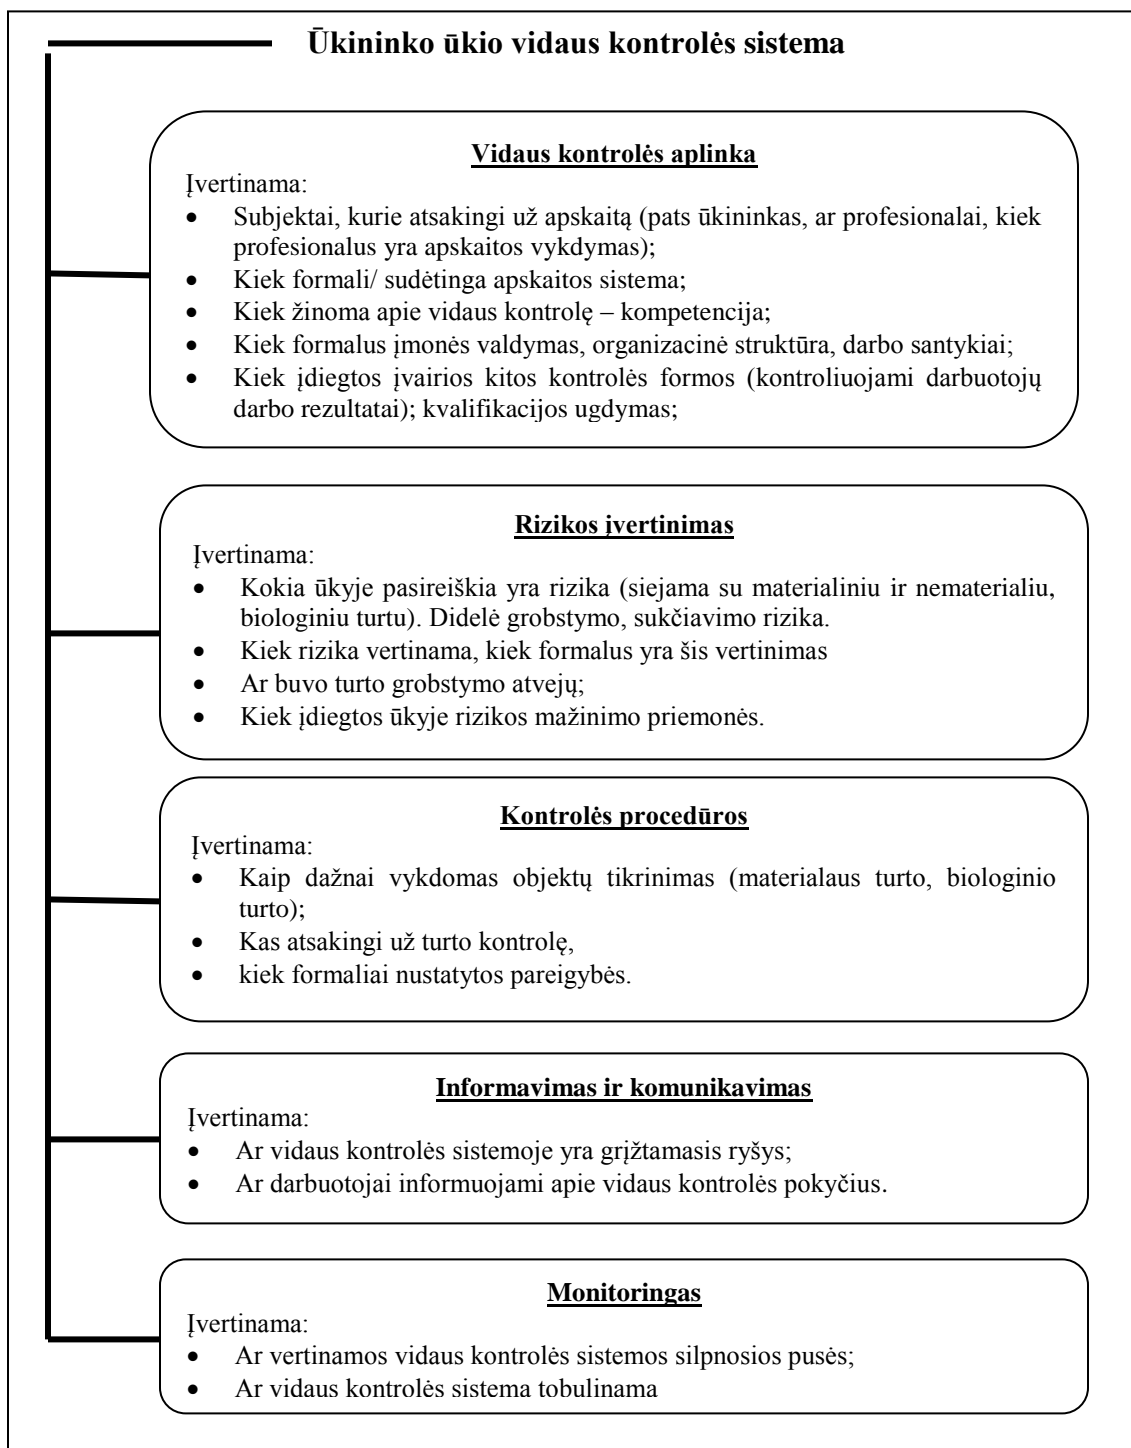 Ūkininko ūkio vidaus kontrolės sistema
Vidaus kontrolės aplinka
Įvertinama:
• Subjektai, kurie atsakingi už apskaitą (pats ūkininkas, ar profesionalai, kiek
profesionalus yra apskaitos vykdymas);
• Kiek formali/ sudėtinga apskaitos sistema;
• Kiek žinoma apie vidaus kontrolę – kompetencija;
• Kiek formalus įmonės valdymas, organizacinė struktūra, darbo santykiai;
• Kiek įdiegtos įvairios kitos kontrolės formos (kontroliuojami darbuotojų
darbo rezultatai); kvalifikacijos ugdymas;
Rizikos įvertinimas
Įvertinama:
• Kokia ūkyje pasireiškia yra rizika (siejama su materialiniu ir nematerialiu,
biologiniu turtu). Didelė grobstymo, sukčiavimo rizika.
• Kiek rizika vertinama, kiek formalus yra šis vertinimas
• Ar buvo turto grobstymo atvejų;
• Kiek įdiegtos ūkyje rizikos mažinimo priemonės.
Kontrolės procedūros
Įvertinama:
• Kaip dažnai vykdomas objektų tikrinimas (materialaus turto, biologinio
turto);
• Kas atsakingi už turto kontrolę,
• kiek formaliai nustatytos pareigybės.
Informavimas ir komunikavimas
Įvertinama:
• Ar vidaus kontrolės sistemoje yra grįžtamasis ryšys;
• Ar darbuotojai informuojami apie vidaus kontrolės pokyčius.
Monitoringas
Įvertinama:
• Ar vertinamos vidaus kontrolės sistemos silpnosios pusės;
• Ar vidaus kontrolės sistema tobulinama